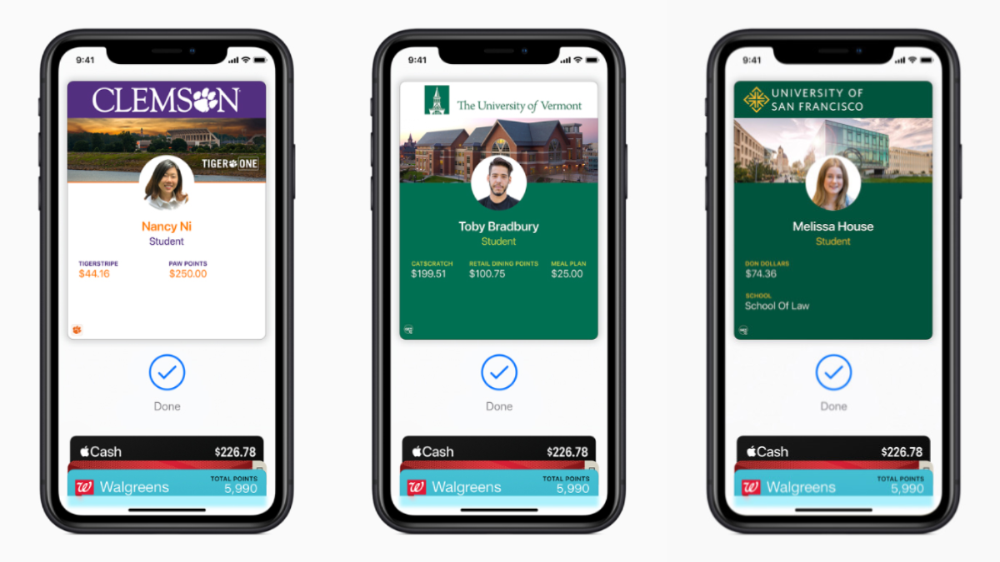 9:41
CLEMSON
TIGER ONE
Nancy Ni
Student
TIGERSTRIPE PAW POINTS
$44.16 $250.00
Done
Cash $226.78
Walgreens TOTAL POINTS
5,990
9:41
The University of Vermont
Toby Bradbury
Student
CAT$CRATCH RETAIL DINING POINTS MEAL PLAN
$199.51 $100.75 $25.00
Done
Cash $226.78
Walgreens TOTAL POINTS
5,990
9:41
UNIVERSITY OF
SAN FRANCISCO
Melissa House
Student
DON DOLLARS
$74.36
SCHOOL
School Of Law
Done
Cash $226.78
Walgreens TOTAL POINTS
5,990